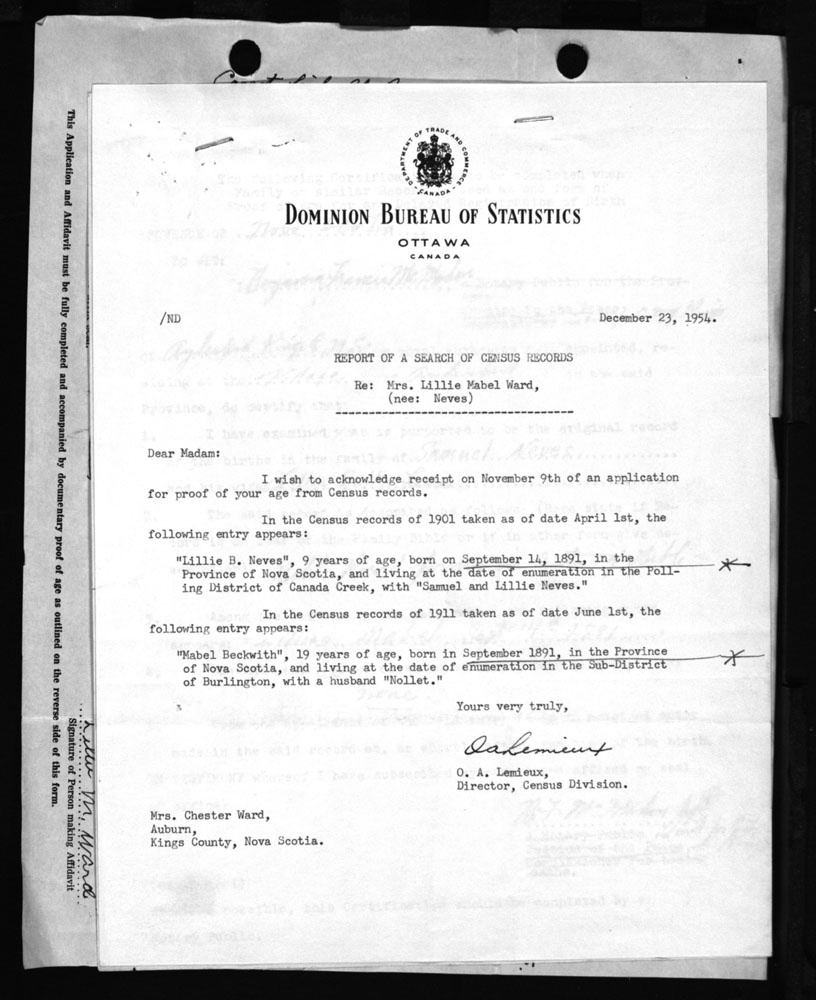 DEPARTMENT OF TRADE AND COMMERCE
CANADA
DOMINION BUREAU OF STATISTICS
OTTAWA
CANADA
/ND
December 23, 1954.
REPORT OF A SEARCH OF CENSUS RECORDS
Re: Mrs. Lillie Mabel Ward,
(nee: Neves)
Dear Madam:
I wish to acknowledge receipt on November 9th of an application
for proof of your age from Census records.
In the Census records of 1901 taken as of date April 1st, the
following entry appears:
"Lillie B. Neves", 9 years of age, born on September 14, 1891, in the
Province of Nova Scotia, and living at the date of enumeration in the Poll-
ing District of Canada Creek, with "Samuel and Lillie Neves."
In the Census records of 1911 taken as of date June 1st, the
following entry appears:
"Mabel Beckwith", 19 years of age, born in September 1891, in the Province
of Nova Scotia, and living at the date of enumeration in the Sub-District
of Burlington, with a husband "Nollet."
Yours very truly,
OALemieux
O. A. Lemieux,
Director, Census Division.
Mrs. Chester Ward,
Auburn,
Kings County, Nova Scotia.
This Application and Affidavit must be fully completed and accompanied by documentary proof of age as outlined on the reverse side of this form.
M. Ward
Signature of Person making Affidavit